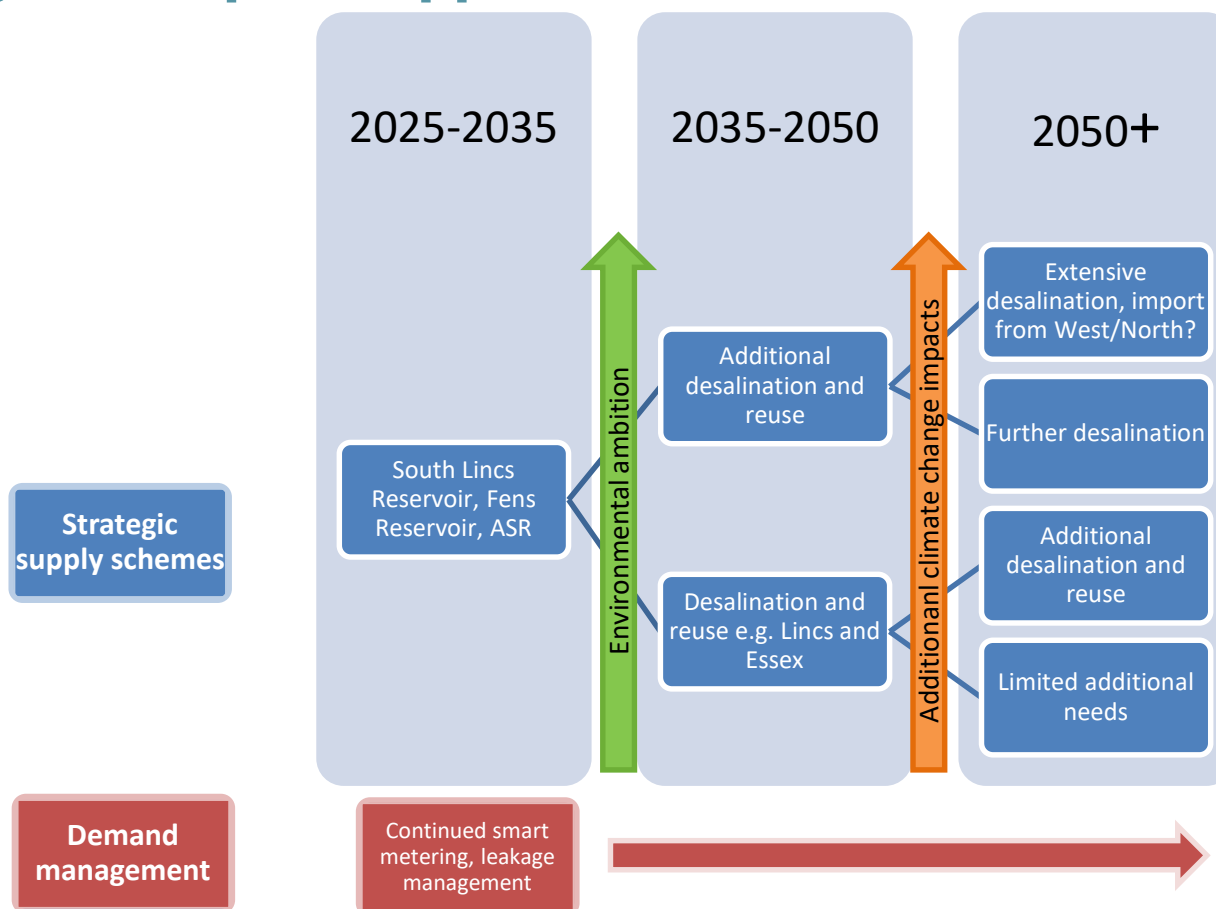 2025-2035
2035-2050
2050+
Environmental ambition
Additionanl climate change impacts
Strategic
supply schemes
South Lincs
Reservoir, Fens
Reservoir, ASR
Additional
desalination and
reuse
Desalination and
reuse e.g. Lincs and
Essex
Extensive
desalination, import
from West/North?
Further desalination
Additional
desalination and
reuse
Limited additional
needs
Demand
management
Continued smart
metering, leakage
management